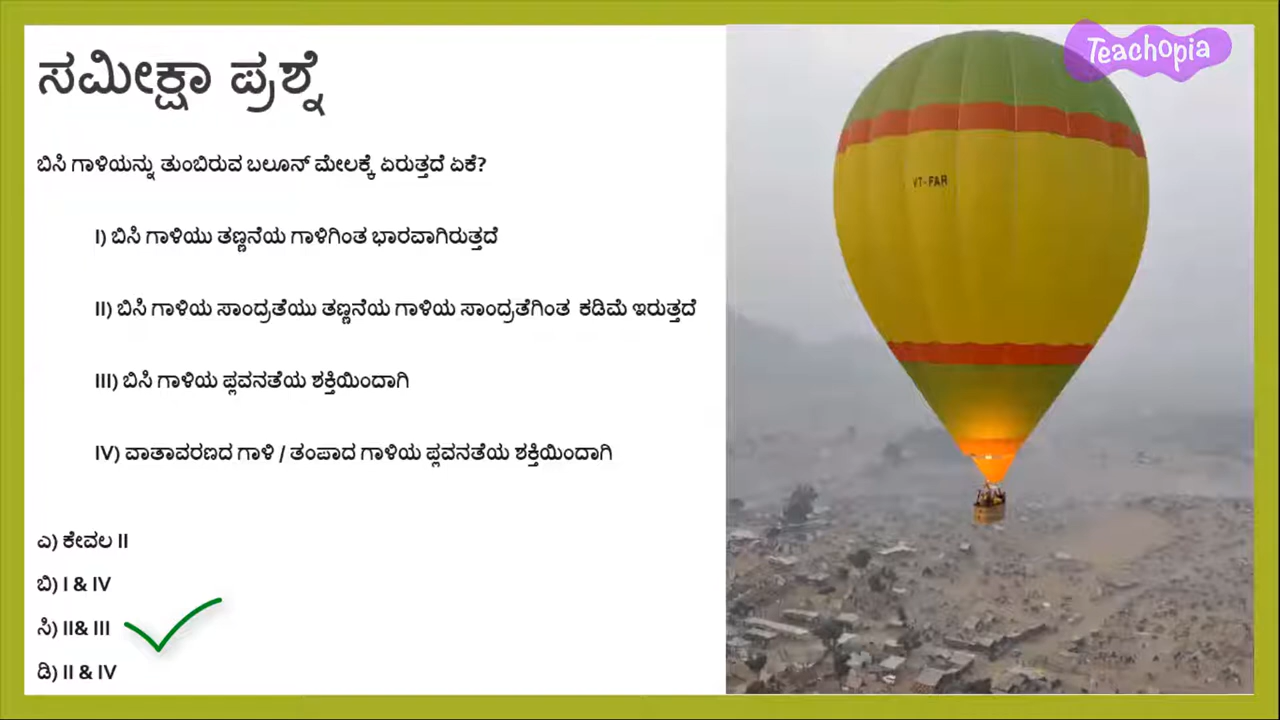 ಸಮೀಕ್ಷಾ ಪ್ರಶ್ನೆ
Teachopia
ಬಿಸಿ ಗಾಳಿಯನ್ನು ತುಂಬಿರುವ ಬಲೂನ್ ಮೇಲಕ್ಕೆ ಏರುತ್ತದೆ ಏಕೆ?
VT-FAR
I) ಬಿಸಿ ಗಾಳಿಯು ತಣ್ಣನೆಯ ಗಾಳಿಗಿಂತ ಭಾರವಾಗಿರುತ್ತದೆ
II) ಬಿಸಿ ಗಾಳಿಯ ಸಾಂದ್ರತೆಯು ತಣ್ಣನೆಯ ಗಾಳಿಯ ಸಾಂದ್ರತೆಗಿಂತ ಕಡಿಮೆ ಇರುತ್ತದೆ
III) ಬಿಸಿ ಗಾಳಿಯ ಪ್ಲವನತೆಯ ಶಕ್ತಿಯಿಂದಾಗಿ
IV) ವಾತಾವರಣದ ಗಾಳಿ / ತಂಪಾದ ಗಾಳಿಯ ಪ್ಲವನತೆಯ ಶಕ್ತಿಯಿಂದಾಗಿ
ಎ) ಕೇವಲ II
ಬಿ) I & IV
ಸಿ) II& III
ಡಿ) II & IV